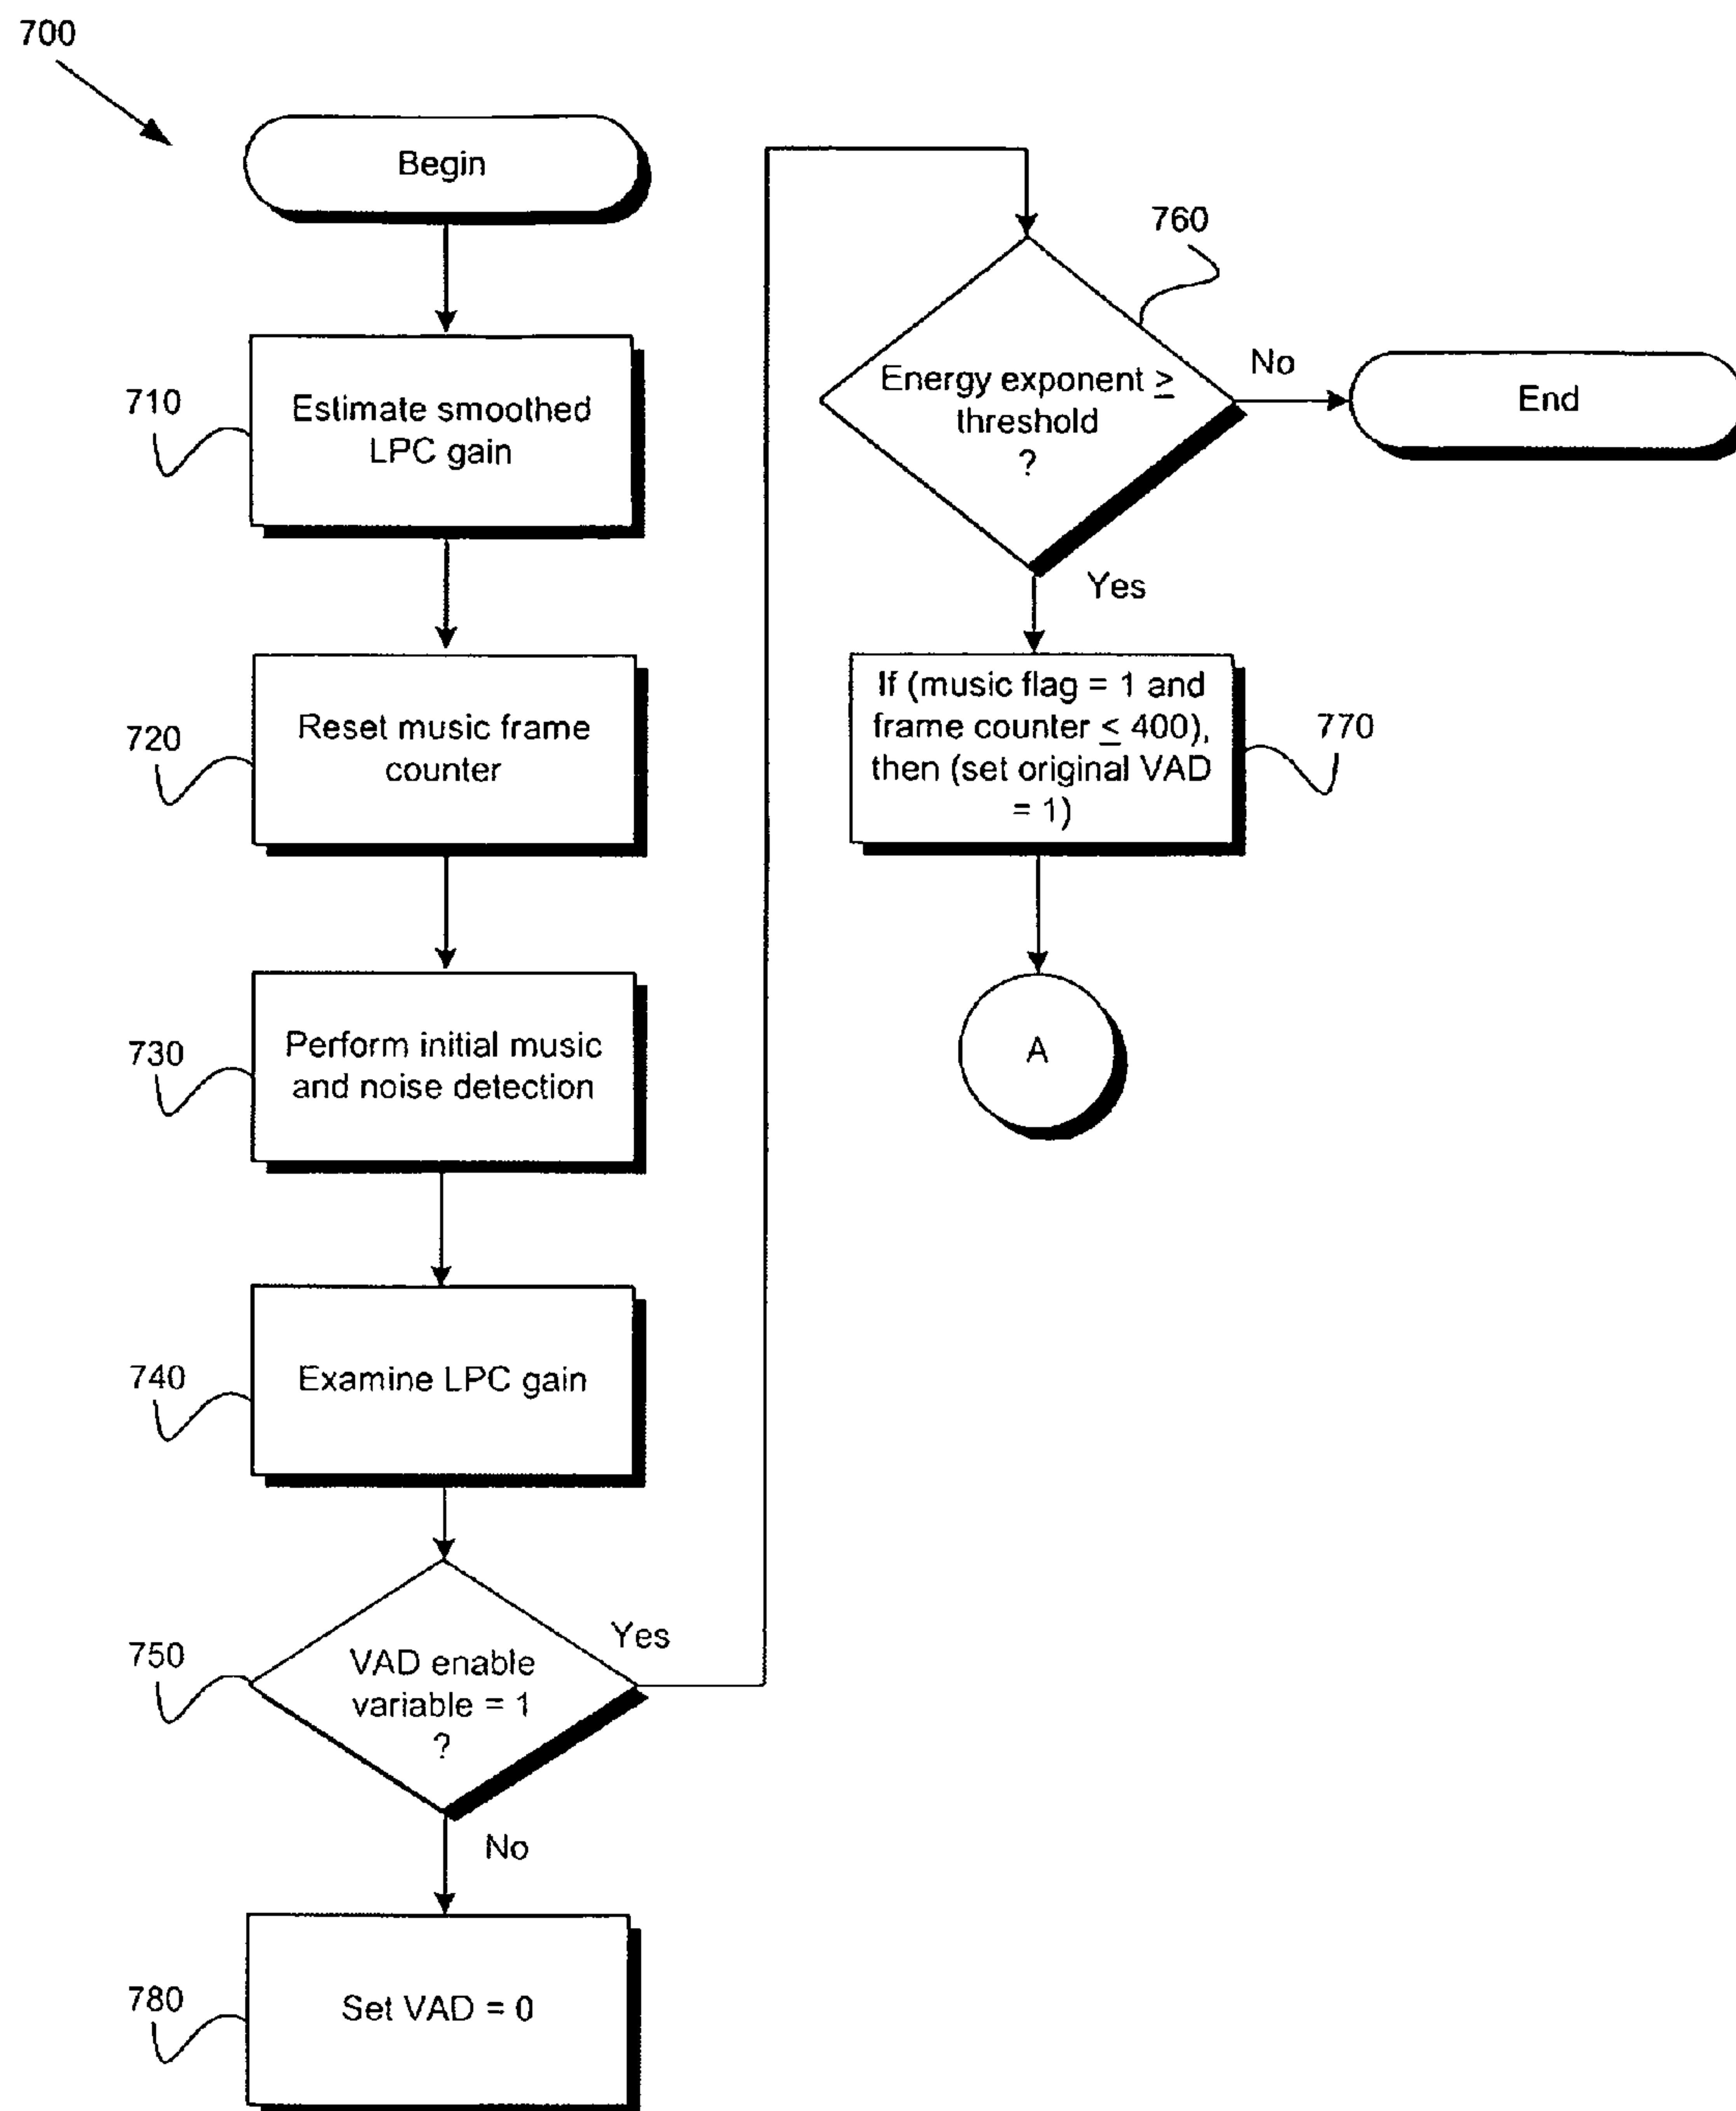 700
Begin
710
Estimate smoothed
LPC gain
720
Reset music frame
counter
730
Perform initial music
and noise detection
740
Examine LPC gain
750
VAD enable
variable = 1
?
Yes
No
780
Set VAD = 0
760
Energy exponent ≥
threshold
?
No
End
Yes
If (music flag = 1 and
frame counter ≤ 400),
then (set original VAD
= 1)
770
A